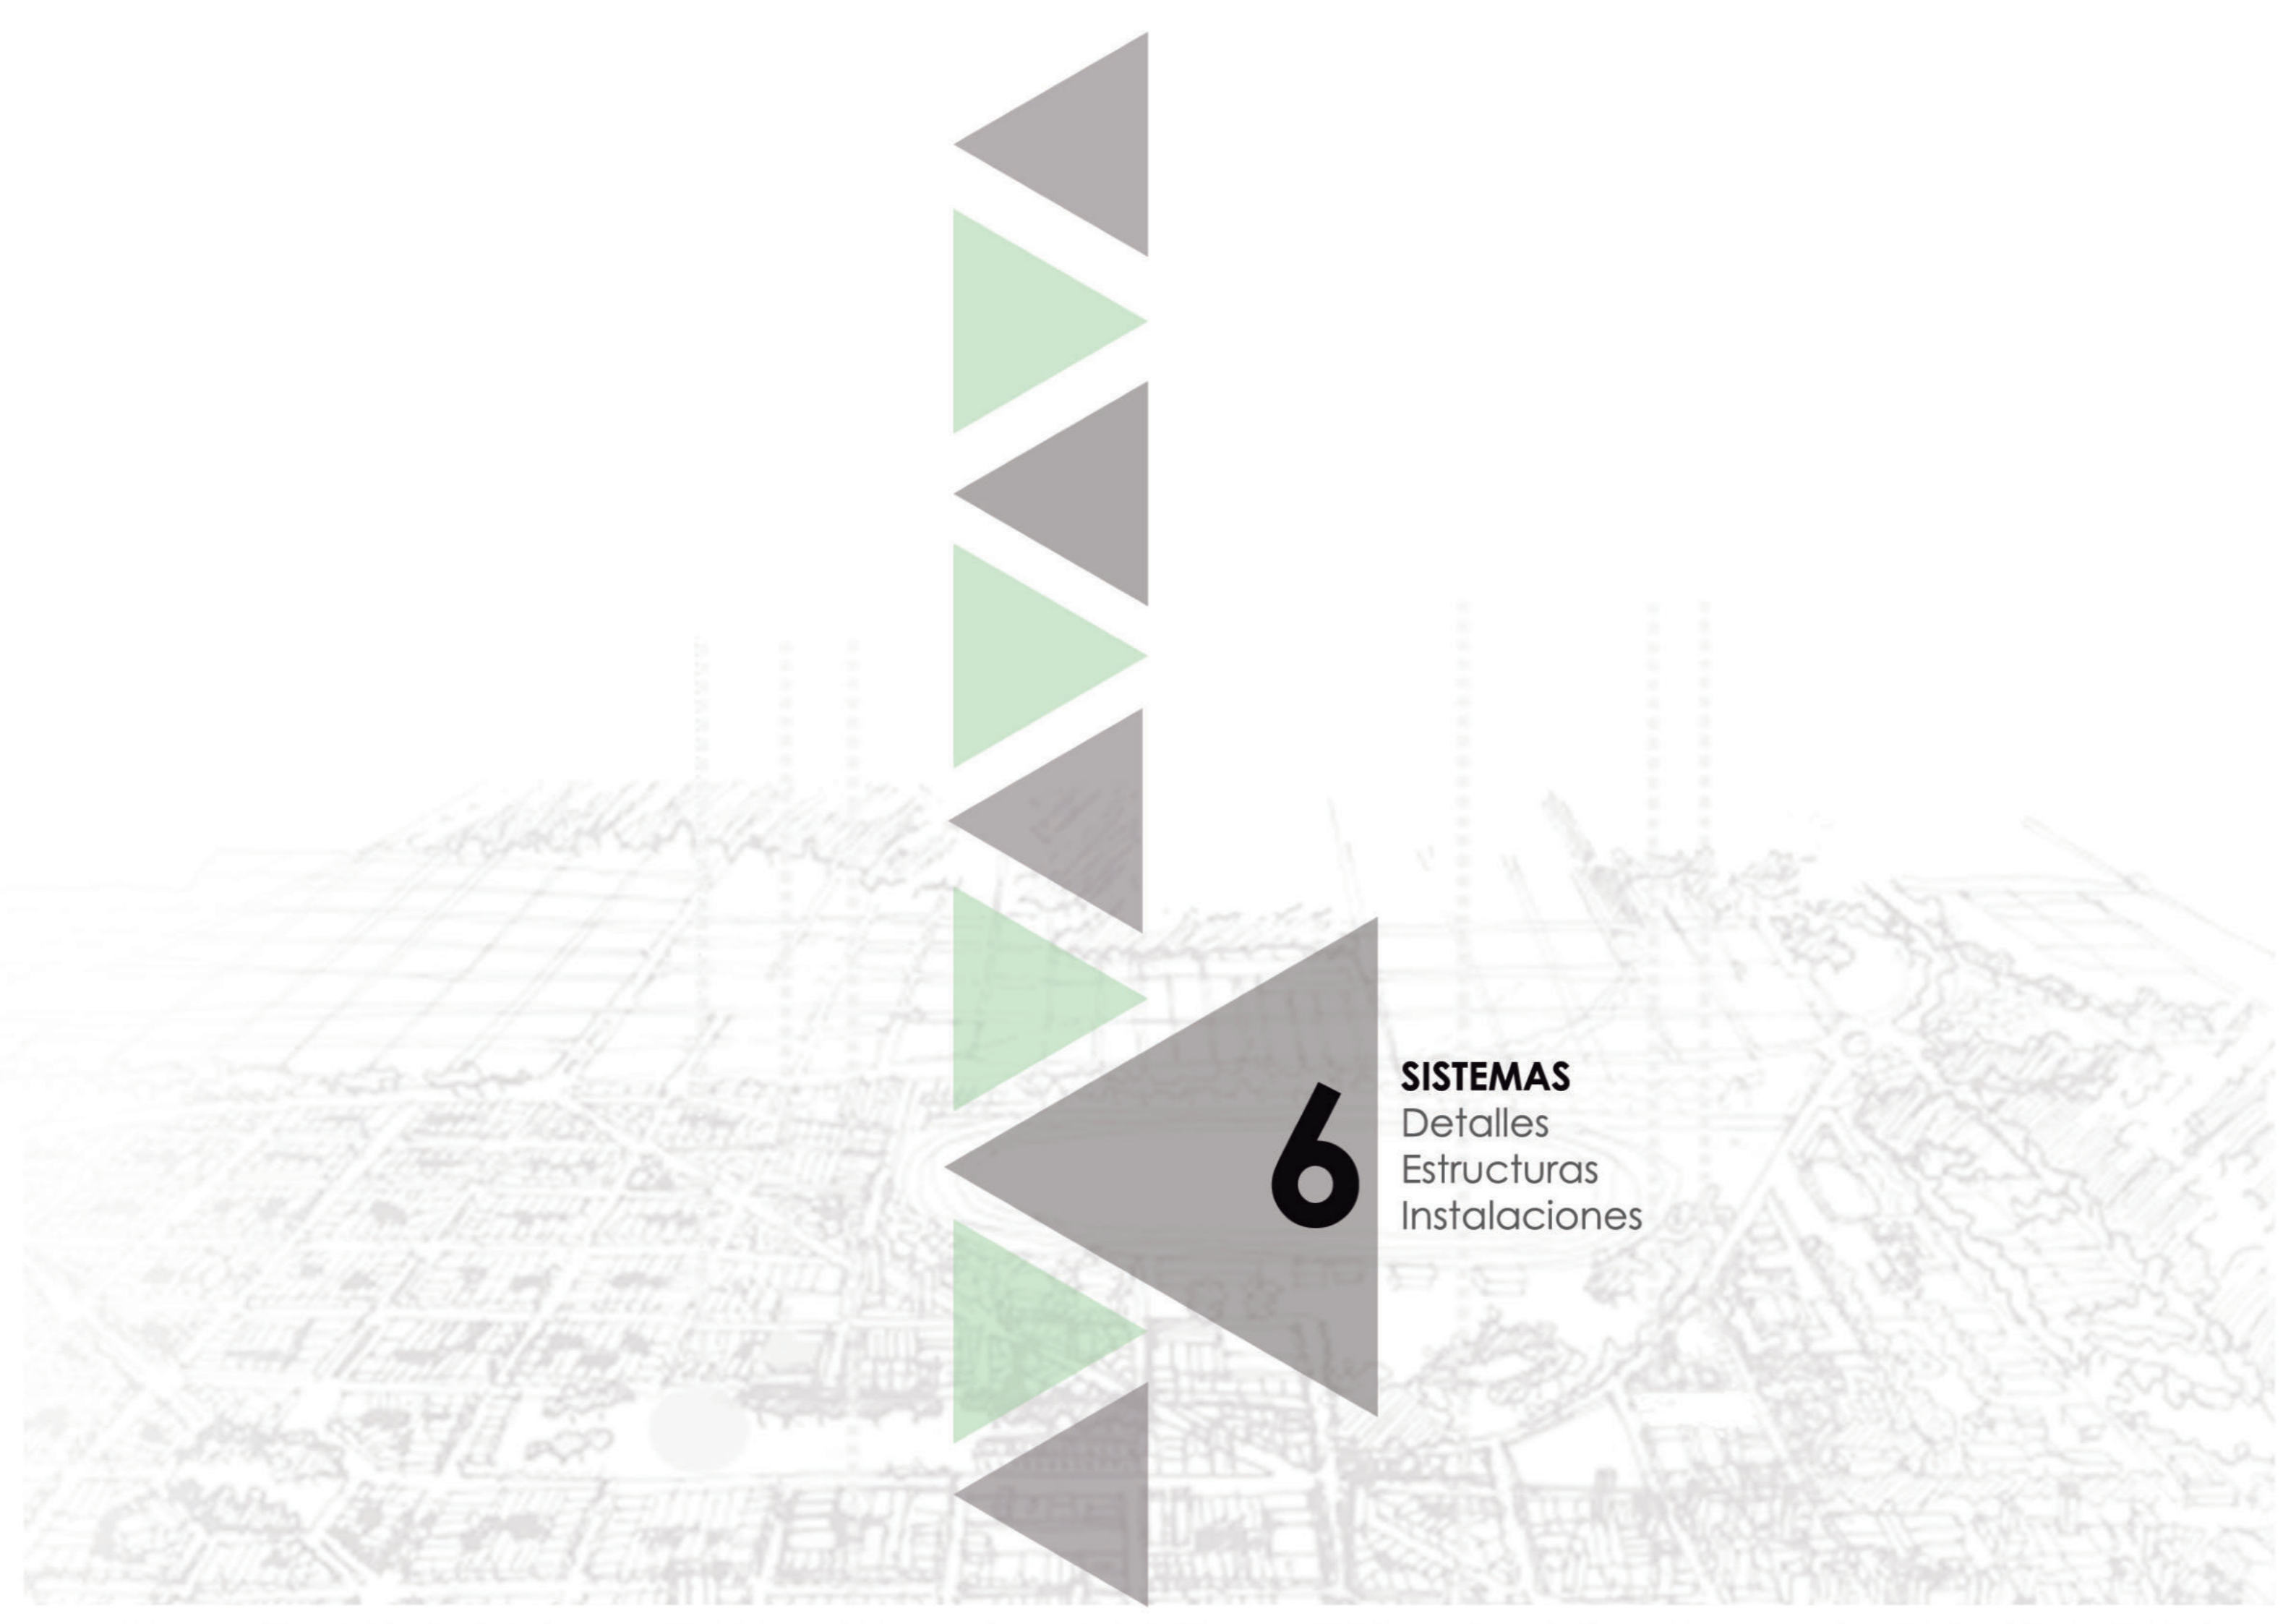 6
SISTEMAS
Detalles
Estructuras
Instalaciones